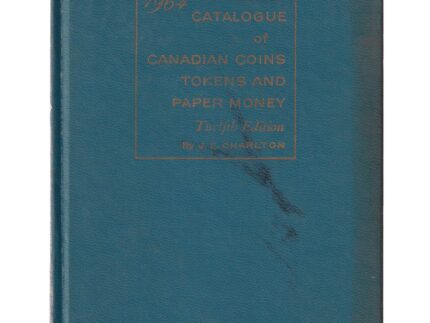 1964
CATALOGUE
of
CANADIAN COINS
TOKENS AND
PAPER MONEY
Twelfth Edition
By J. E. CHARLTON